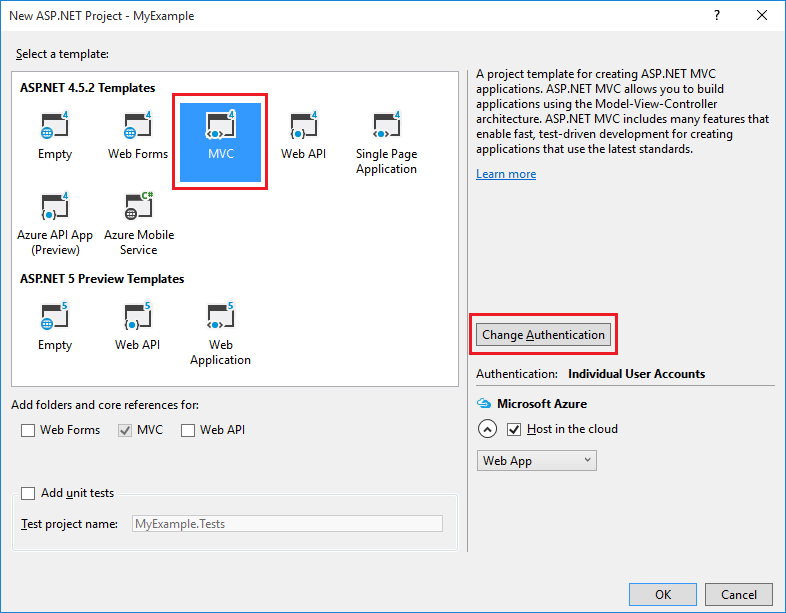 New ASP.NET Project - MyExample
?
Select a template:
ASP.NET 4.5.2 Templates
4 4 4 4 4
Empty Web Forms MVC Web API Single Page
Application
4 C#
Azure API App Azure Mobile
(Preview) Service
ASP.NET 5 Preview Templates
5 5 5
Empty Web API Web
Application
Add folders and core references for:
Web Forms MVC Web API
Add unit tests
Test project name: MyExample.Tests
A project template for creating ASP.NET MVC
applications. ASP.NET MVC allows you to build
applications using the Model-View-Controller
architecture. ASP.NET MVC includes many features that
enable fast, test-driven development for creating
applications that use the latest standards.
Learn more
Change Authentication
Authentication: Individual User Accounts
Microsoft Azure
Host in the cloud
Web App
OK Cancel